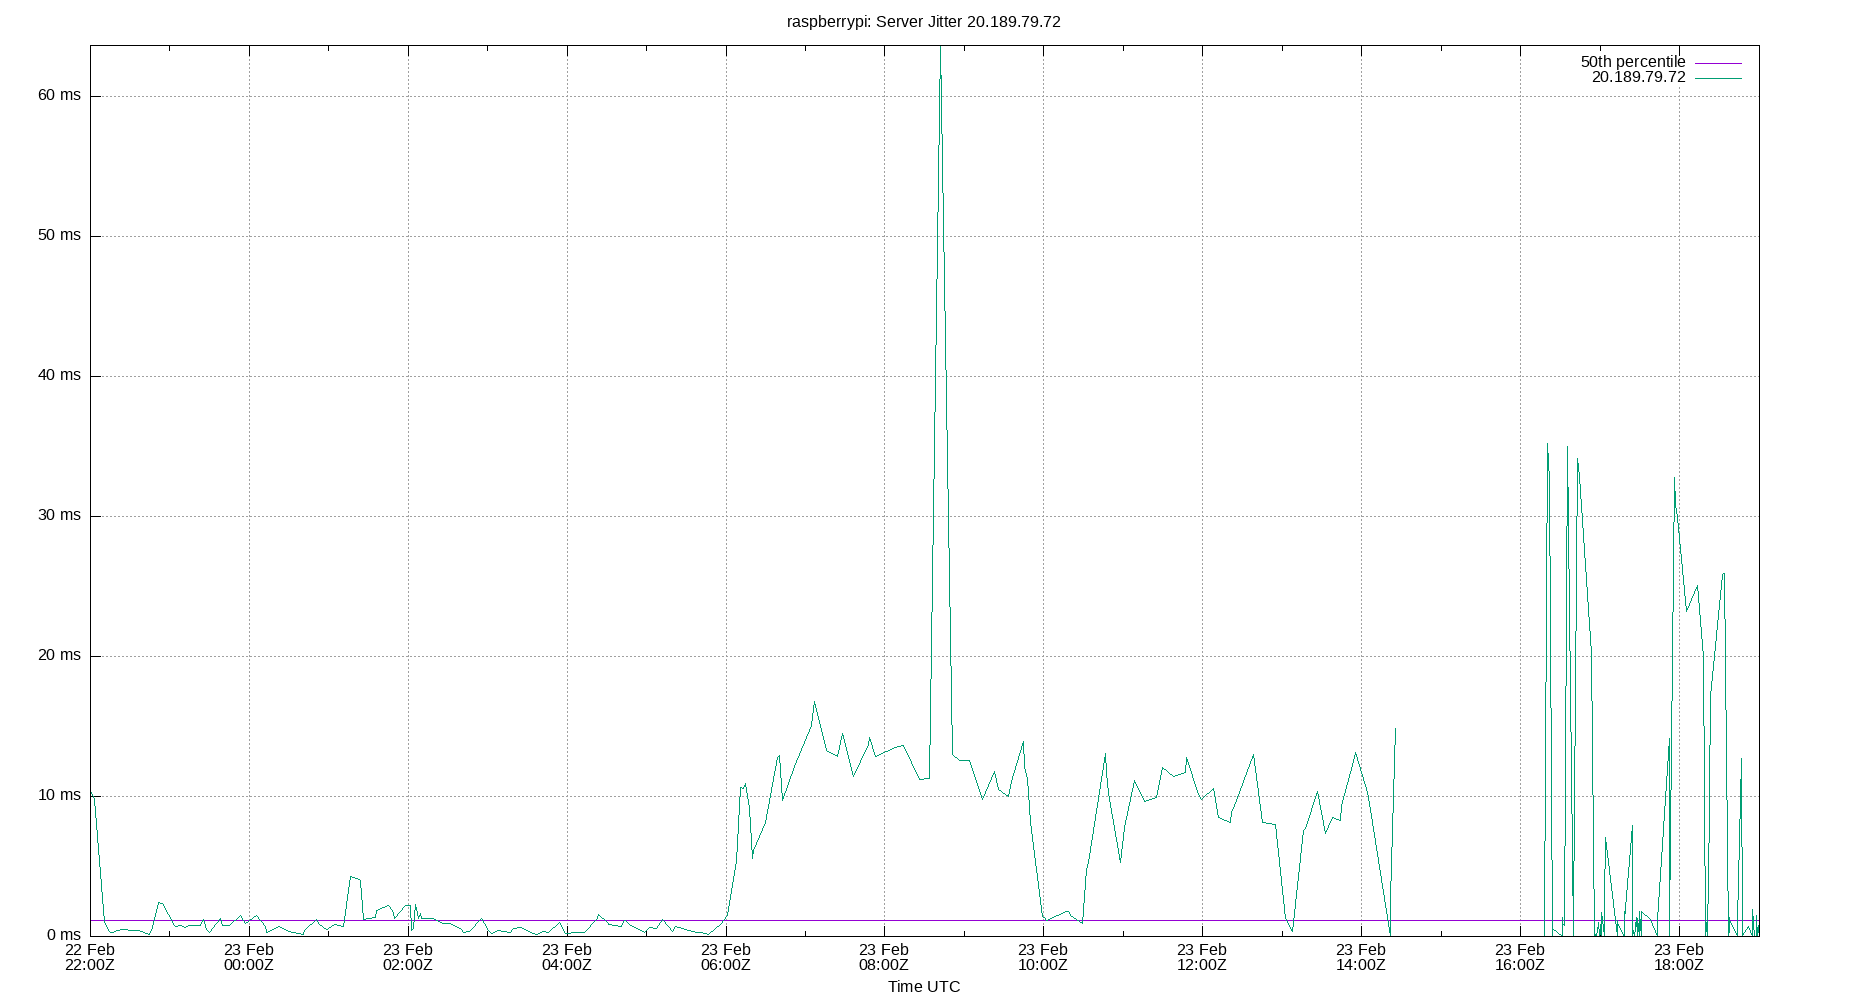 raspberrypi: Server Jitter 20.189.79.72
50th percentile
20.189.79.72
60 ms
50 ms
40 ms
30 ms
20 ms
10 ms
0 ms
22 Feb 23 Feb 23 Feb 23 Feb 23 Feb 23 Feb 23 Feb 23 Feb 23 Feb 23 Feb 23 Feb
22:00Z 00:00Z 02:00Z 04:00Z 06:00Z 08:00Z 10:00Z 12:00Z 14:00Z 16:00Z 18:00Z
Time UTC